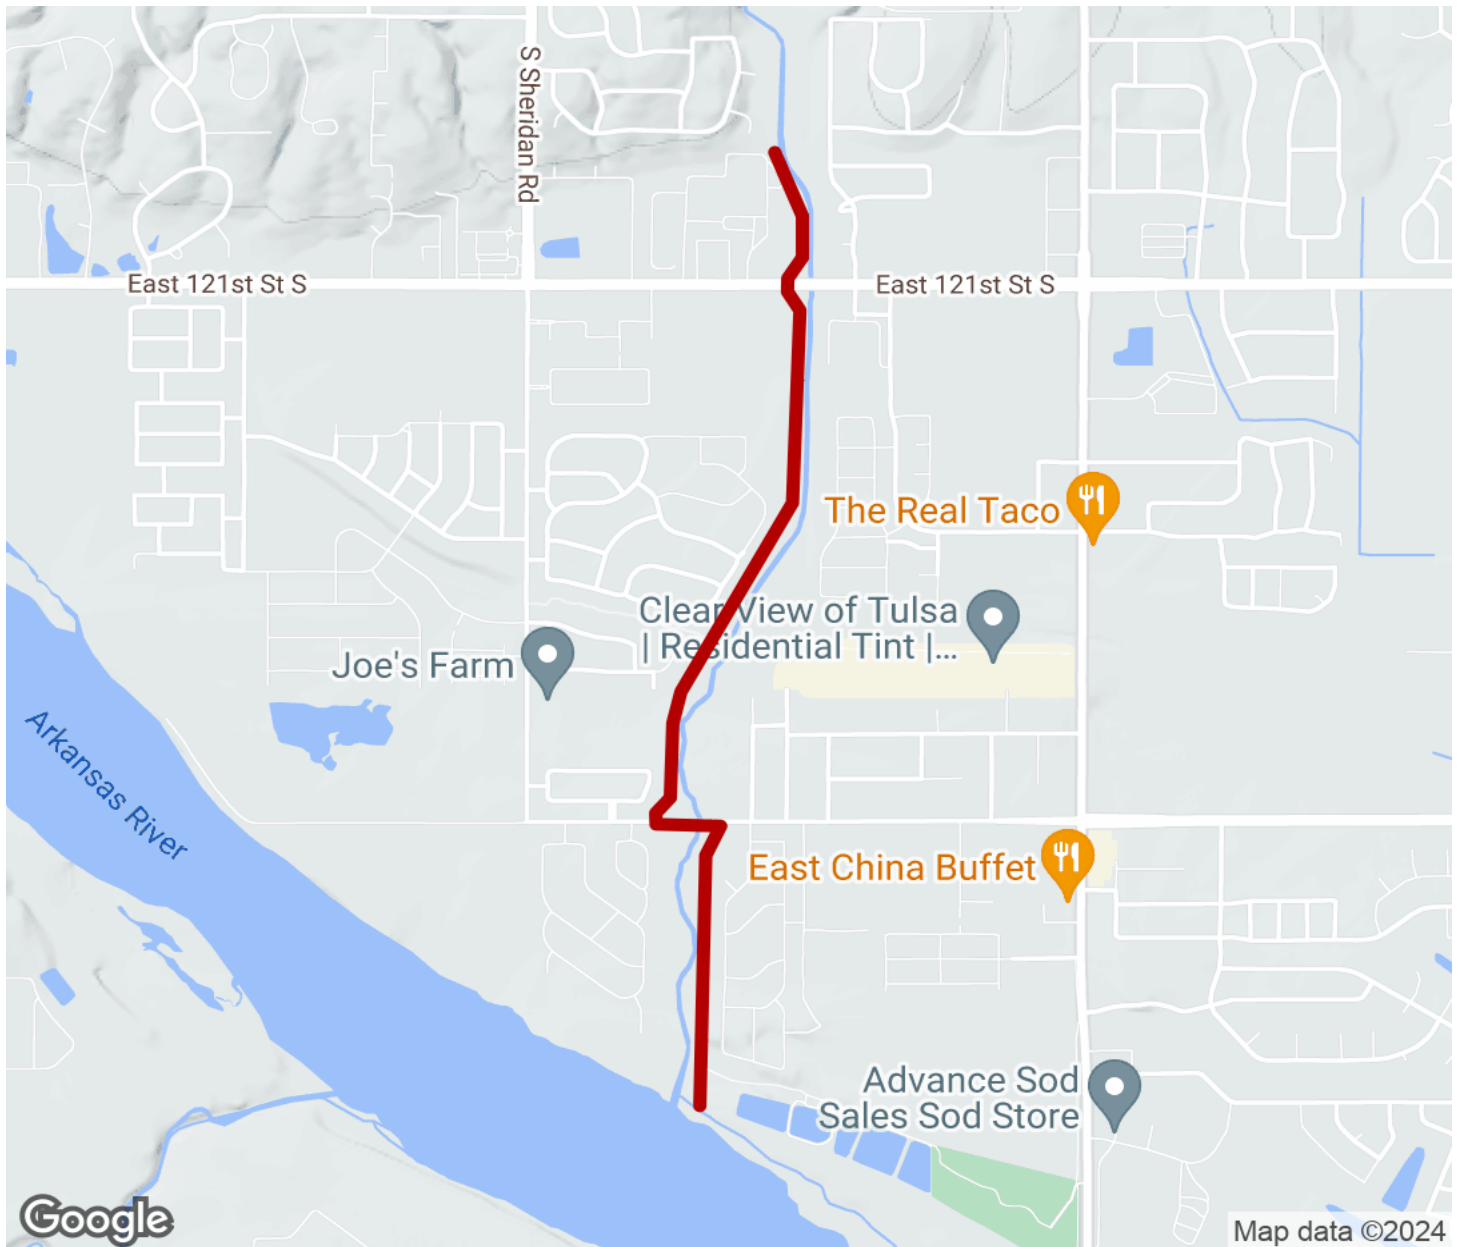 S Sheridan Rd
East 121st St S
East 121st St S
The Real Taco
Clear View of Tulsa
| Residential Tint |...
Joe's Farm
Arkansas River
East China Buffet
Advance Sod
Sales Sod Store
Google
Map data ©2024